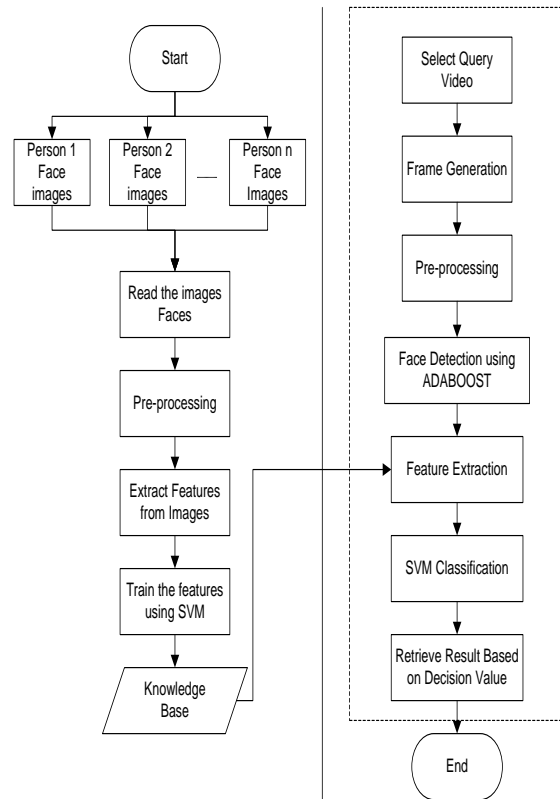 Start
Person 1
Face
images
Person 2
Face
images
Person n
Face
Images
Read the images
Faces
Pre-processing
Extract Features
from Images
Train the features
using SVM
Knowledge
Base
Select Query
Video
Frame Generation
Pre-processing
Face Detection using
ADABOOST
Feature Extraction
SVM Classification
Retrieve Result Based
on Decision Value
End